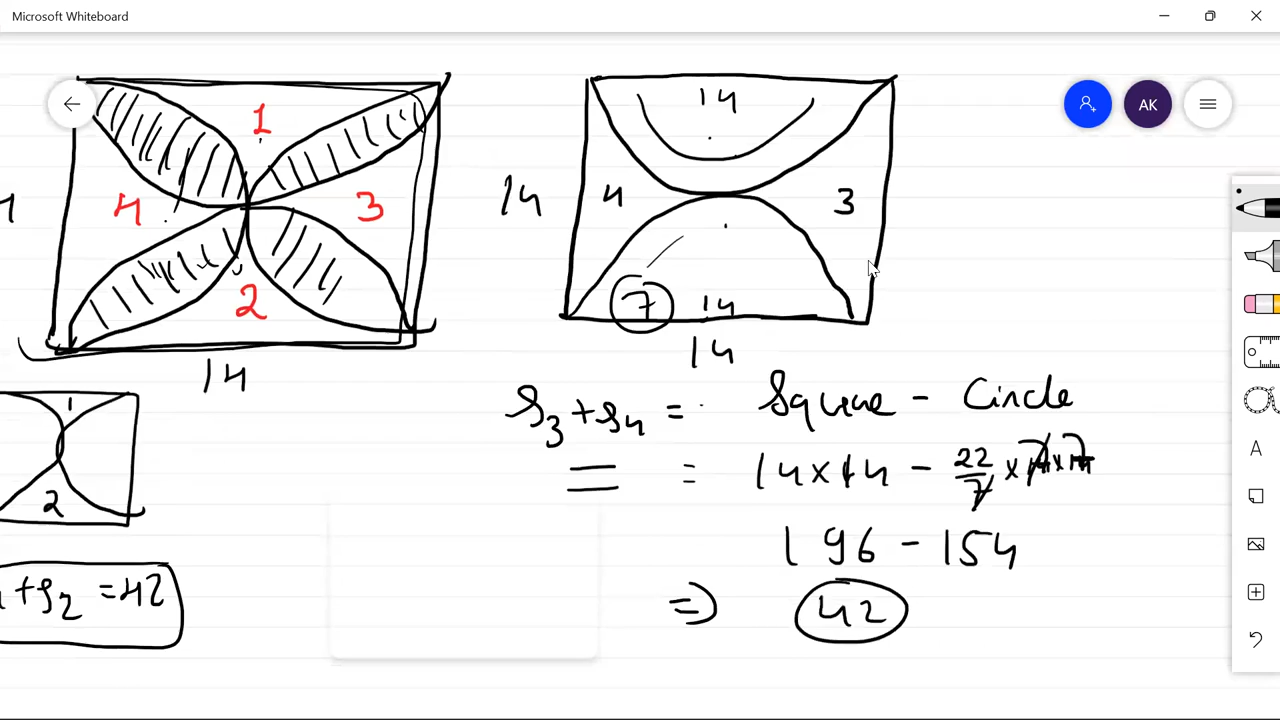 Microsoft Whiteboard
AK
1
4
3
2
14
14
14
4
3
7
14
14
1
2
S3+S4 = Square - Circle
= 14×14 - 22/7 × 7 × 7
196 - 154
=> 42
+S2 = 42
A